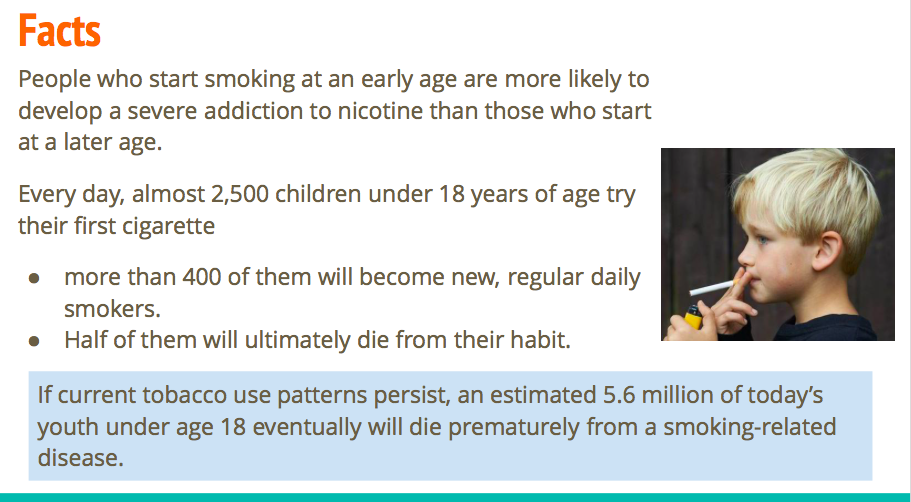 Facts
People who start smoking at an early age are more likely to
develop a severe addiction to nicotine than those who start
at a later age.
Every day, almost 2,500 children under 18 years of age try
their first cigarette
● more than 400 of them will become new, regular daily
smokers.
● Half of them will ultimately die from their habit.
If current tobacco use patterns persist, an estimated 5.6 million of today’s
youth under age 18 eventually will die prematurely from a smoking-related
disease.